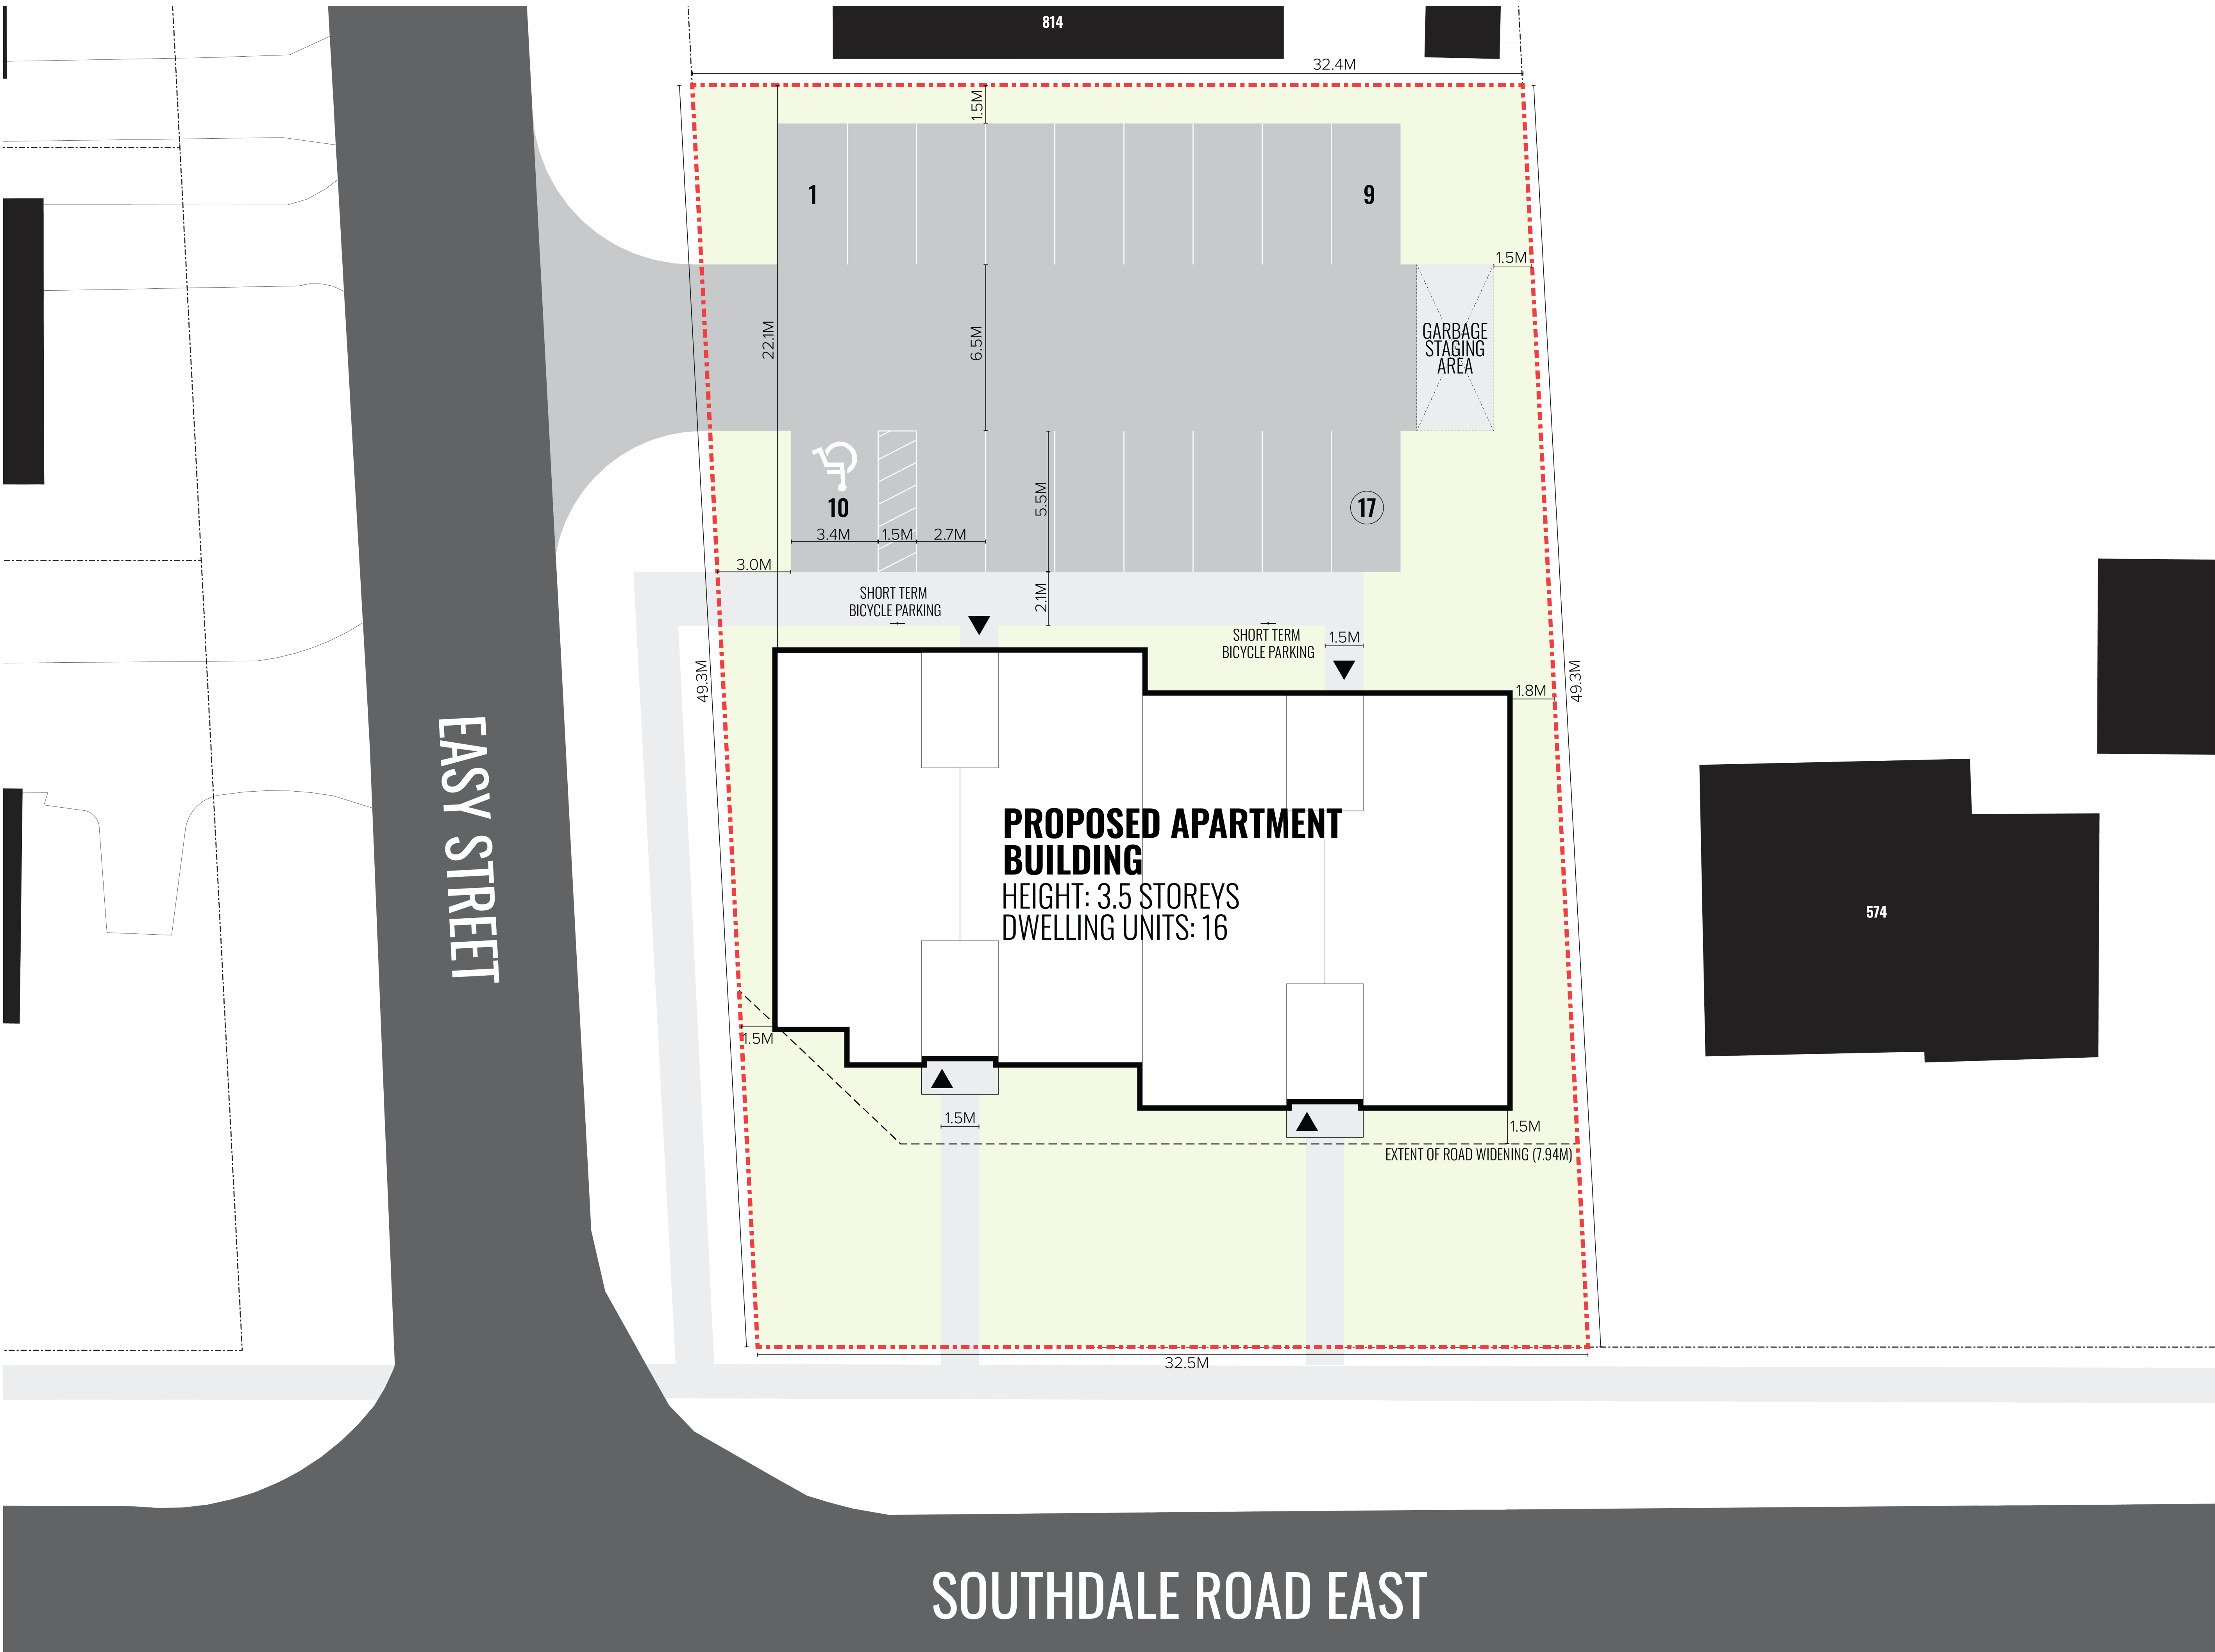 814
32.4M
1.5M
1
9
1.5M
22.1M
6.5M
GARBAGE
STAGING
AREA
10
5.5M
17
3.4M
1.5M
2.7M
3.0M
SHORT TERM
BICYCLE PARKING
2.1M
SHORT TERM
BICYCLE PARKING
1.5M
49.3M
1.8M
49.3M
EASY STREET
PROPOSED APARTMENT
BUILDING
HEIGHT: 3.5 STOREYS
DWELLING UNITS: 16
574
1.5M
1.5M
1.5M
EXTENT OF ROAD WIDENING (7.94M)
32.5M
SOUTHDALE ROAD EAST